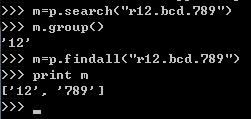 >>> m=p.search("r12.bcd.789")
>>> m.group()
'12'
>>> m=p.findall("r12.bcd.789")
>>> print m
['12', '789']
>>> _